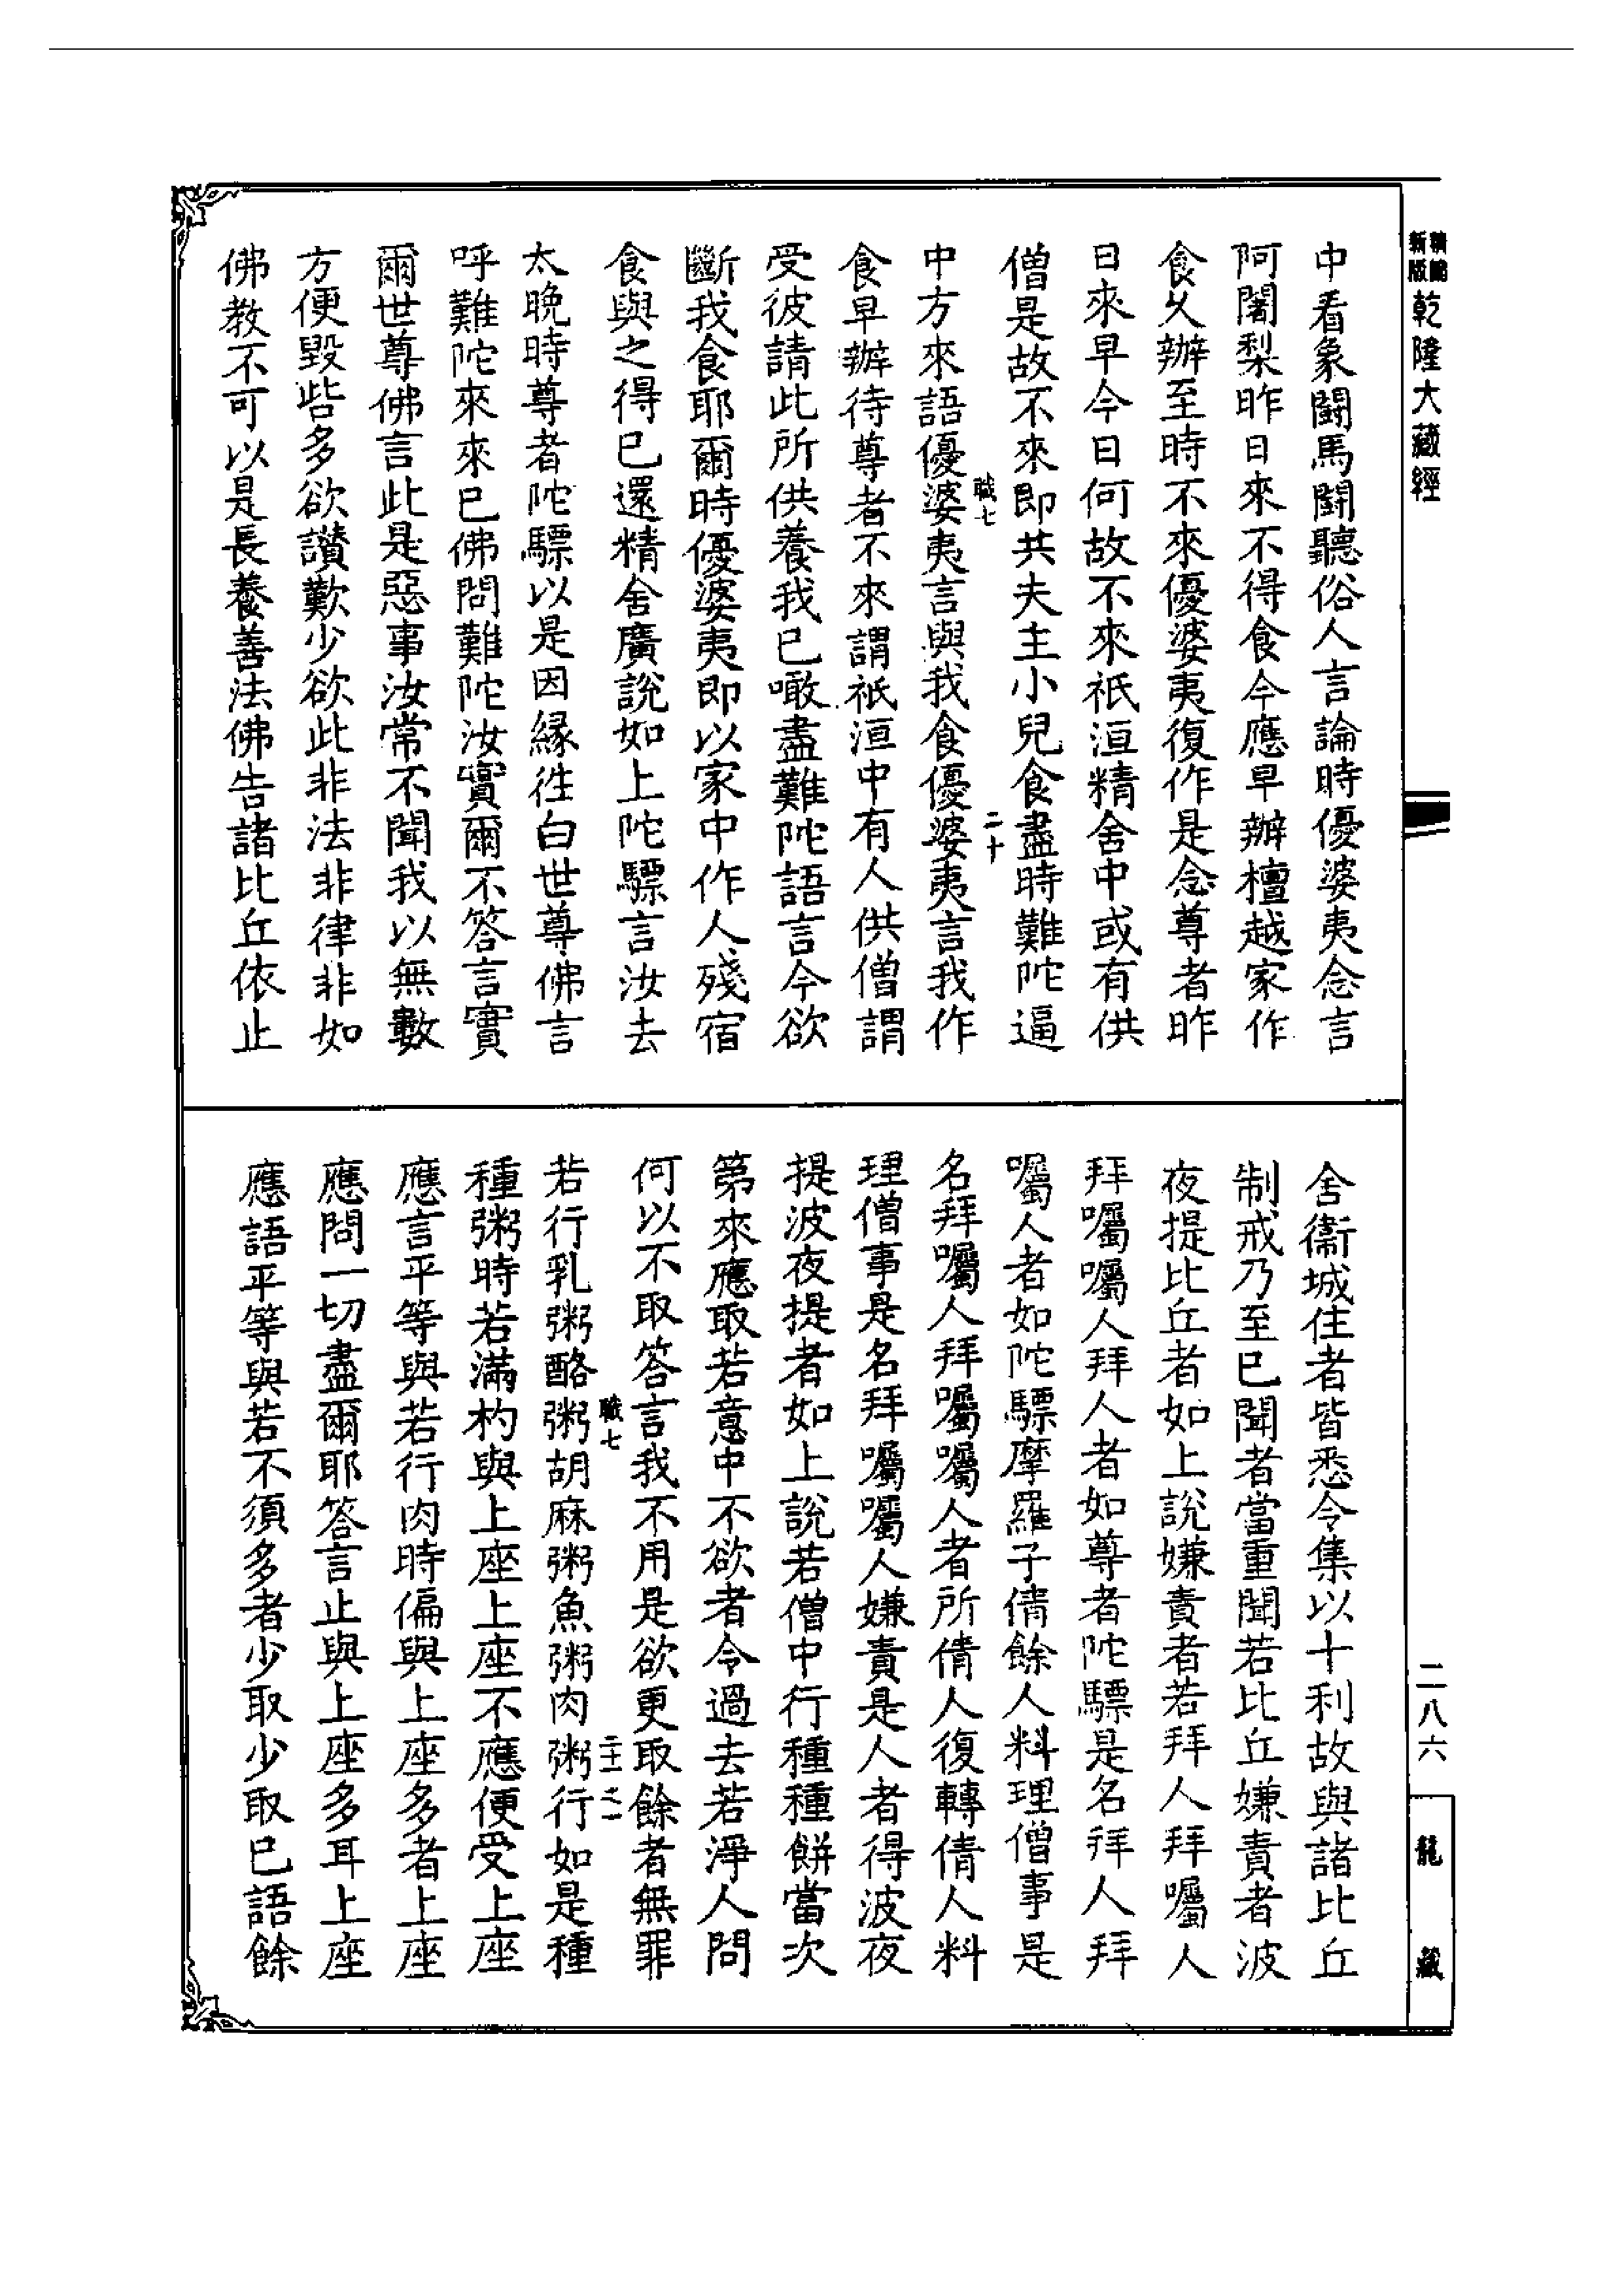 新版
精縮
乾隆大藏經
二八六
龍藏
中看象鬪馬鬪聽俗人言論時優婆夷念言
阿闍梨昨日來不得食今應早辦檀越家作
食久辦至時不來優婆夷復作是念尊者昨
日來早今日何故不來祇洹精舍中或有供
僧是故不來即共夫主小兒食盡時難陀逼
職七
二十
中方來語優婆夷言與我食優婆夷言我作
食早辦待尊者不來謂祇洹中有人供僧謂
受彼請此所供養我已噉盡難陀語言今欲
斷我食耶爾時優婆夷即以家中作人殘宿
食與之得已還精舍廣說如上陀驃言汝去
太晚時尊者陀驃以是因緣往白世尊佛言
呼難陀來來已佛問難陀汝實爾不答言實
爾世尊佛言此是惡事汝常不聞我以無數
方便毀呰多欲讃歎少欲此非法非律非如
佛教不可以是長養善法佛告諸比丘依止
舍衞城住者皆悉令集以十利故與諸比丘
制戒乃至已聞者當重聞若比丘嫌責者波
夜提比丘者如上說嫌責者若拜人拜囑人
拜囑囑人拜人者如尊者陀驃是名拜人拜
囑人者如陀驃摩羅子倩餘人料理僧事是
名拜囑人拜囑囑人者所倩人復轉倩人料
理僧事是名拜囑囑人嫌責是人者得波夜
提波夜提者如上說若僧中行種種餅當次
第來應取若意中不欲者令過去若淨人問
何以不取答言我不用是欲更取餘者無罪
職七
二十之一
若行乳粥酪粥胡麻粥魚粥肉粥行如是種
種粥時若滿杓與上座上座不應便受上座
應言平等與若行肉時偏與上座多者上座
應問一切盡爾耶答言止與上座多耳上座
應語平等與若不須多者少取少取已語餘